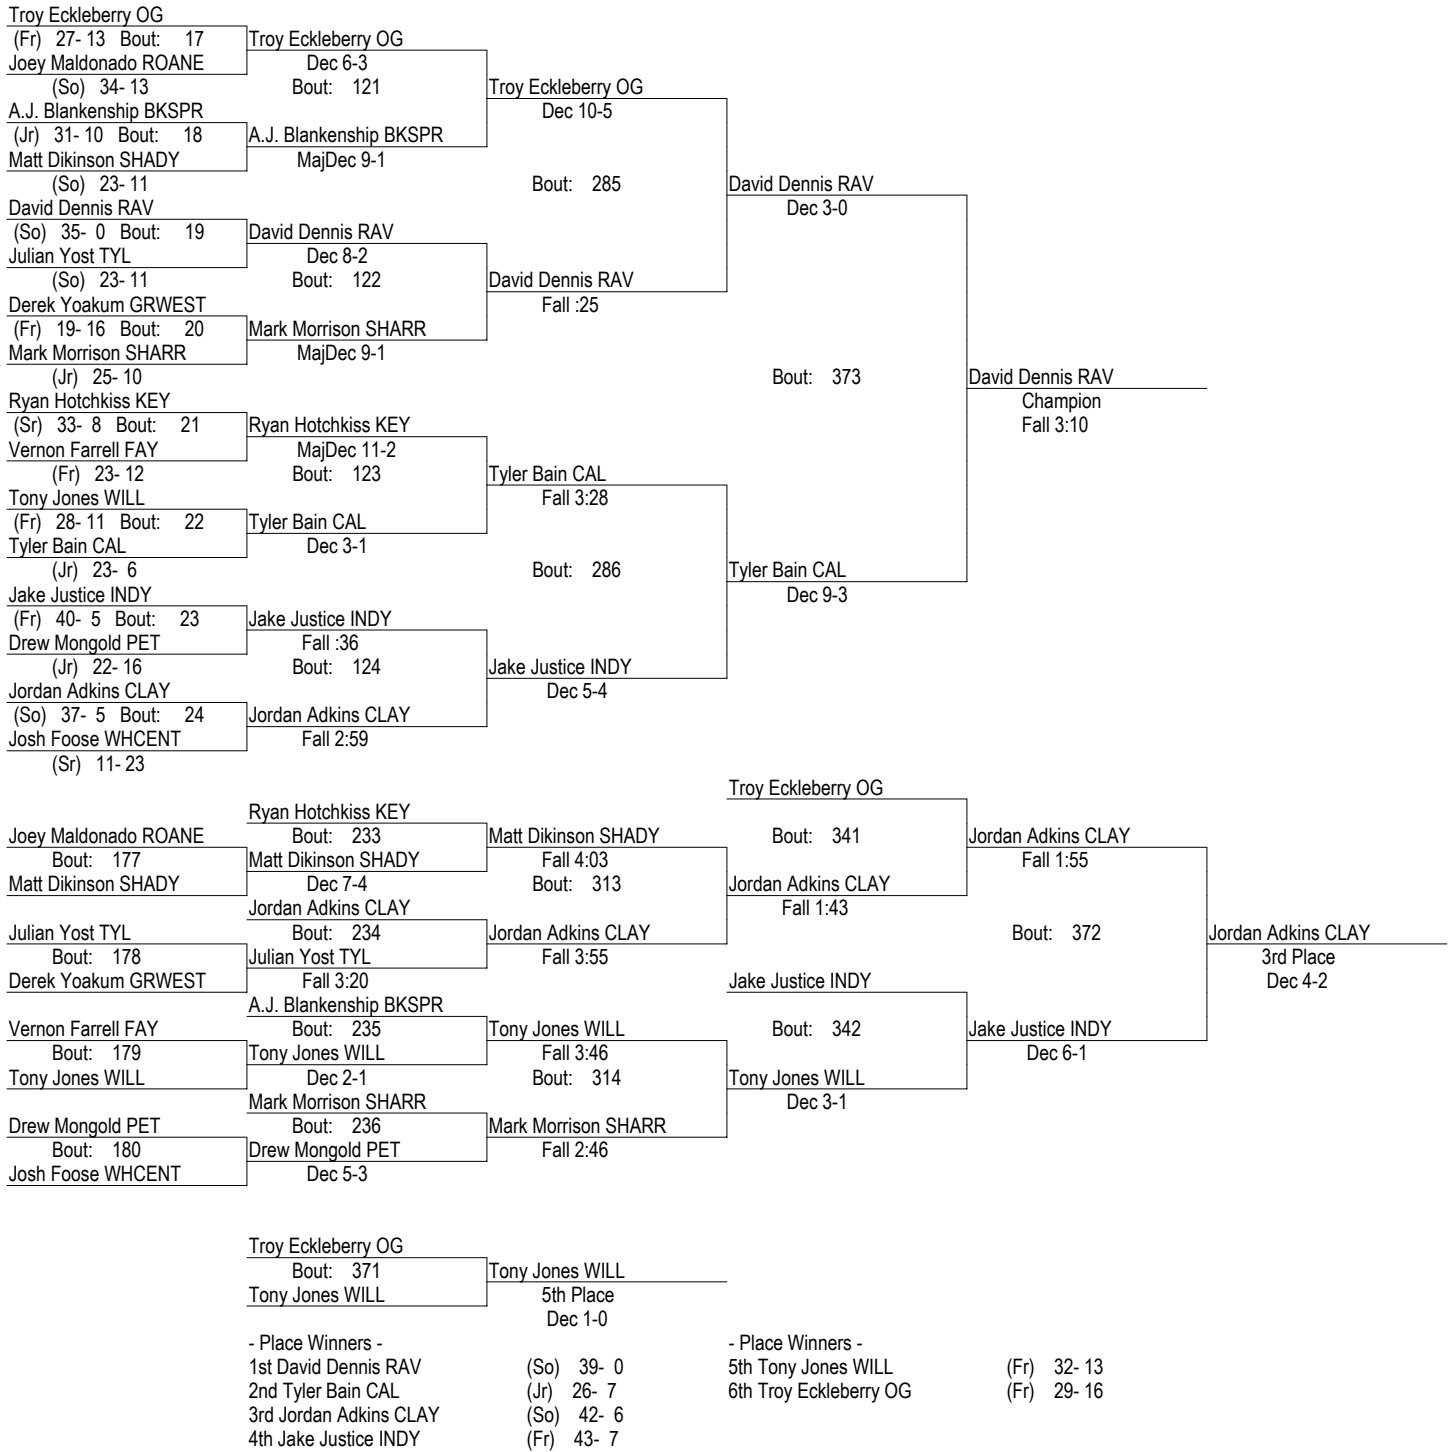 Troy Eckleberry OG
(Fr) 27- 13 Bout: 17 Troy Eckleberry OG
Joey Maldonado ROANE Dec 6-3
(So) 34- 13 Bout: 121 Troy Eckleberry OG
A.J. Blankenship BKSPR Dec 10-5
(Jr) 31- 10 Bout: 18 A.J. Blankenship BKSPR
Matt Dikinson SHADY MajDec 9-1
(So) 23- 11 Bout: 285 David Dennis RAV
David Dennis RAV Dec 3-0
(So) 35- 0 Bout: 19 David Dennis RAV
Julian Yost TYL Dec 8-2
(So) 23- 11 Bout: 122 David Dennis RAV
Derek Yoakum GRWEST Fall :25
(Fr) 19- 16 Bout: 20 Mark Morrison SHARR
Mark Morrison SHARR MajDec 9-1
(Jr) 25- 10 Bout: 373 David Dennis RAV
Ryan Hotchkiss KEY Champion
(Sr) 33- 8 Bout: 21 Ryan Hotchkiss KEY Fall 3:10
Vernon Farrell FAY MajDec 11-2
(Fr) 23- 12 Bout: 123 Tyler Bain CAL
Tony Jones WILL Fall 3:28
(Fr) 28- 11 Bout: 22 Tyler Bain CAL
Tyler Bain CAL Dec 3-1
(Jr) 23- 6 Bout: 286 Tyler Bain CAL
Jake Justice INDY Dec 9-3
(Fr) 40- 5 Bout: 23 Jake Justice INDY
Drew Mongold PET Fall :36
(Jr) 22- 16 Bout: 124 Jake Justice INDY
Jordan Adkins CLAY Dec 5-4
(So) 37- 5 Bout: 24 Jordan Adkins CLAY
Josh Foose WHCENT Fall 2:59
(Sr) 11- 23
Troy Eckleberry OG
Ryan Hotchkiss KEY
Joey Maldonado ROANE Bout: 233 Matt Dikinson SHADY Bout: 341 Jordan Adkins CLAY
Bout: 177 Matt Dikinson SHADY Fall 4:03 Fall 1:55
Matt Dikinson SHADY Dec 7-4 Bout: 313 Jordan Adkins CLAY
Jordan Adkins CLAY Fall 1:43
Julian Yost TYL Bout: 234 Jordan Adkins CLAY Bout: 372 Jordan Adkins CLAY
Bout: 178 Julian Yost TYL Fall 3:55 3rd Place
Derek Yoakum GRWEST Fall 3:20 Jake Justice INDY Dec 4-2
A.J. Blankenship BKSPR
Vernon Farrell FAY Bout: 235 Tony Jones WILL Bout: 342 Jake Justice INDY
Bout: 179 Tony Jones WILL Fall 3:46 Dec 6-1
Tony Jones WILL Dec 2-1 Bout: 314 Tony Jones WILL
Mark Morrison SHARR Dec 3-1
Drew Mongold PET Bout: 236 Mark Morrison SHARR
Bout: 180 Drew Mongold PET Fall 2:46
Josh Foose WHCENT Dec 5-3
Troy Eckleberry OG
Bout: 371 Tony Jones WILL
Tony Jones WILL 5th Place
Dec 1-0
- Place Winners - - Place Winners -
1st David Dennis RAV (So) 39- 0 5th Tony Jones WILL (Fr) 32- 13
2nd Tyler Bain CAL (Jr) 26- 7 6th Troy Eckleberry OG (Fr) 29- 16
3rd Jordan Adkins CLAY (So) 42- 6
4th Jake Justice INDY (Fr) 43- 7